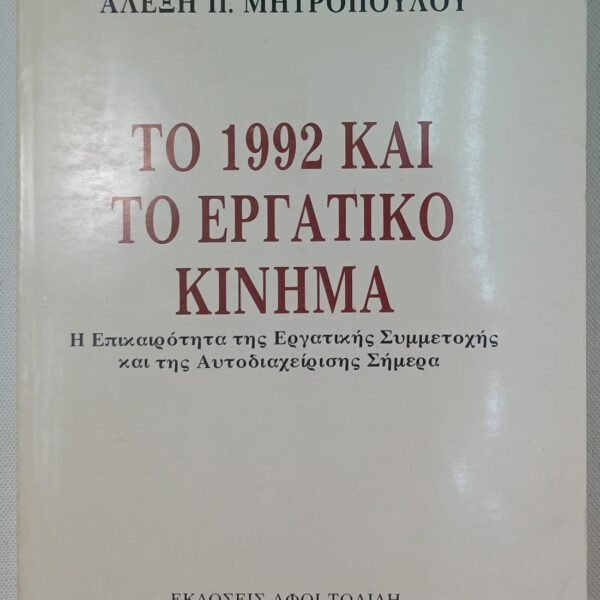 ΑΛΕΞΗ Π. ΜΗΤΡΟΠΟΥΛΟΥ
ΤΟ 1992 ΚΑΙ
ΤΟ ΕΡΓΑΤΙΚΟ
ΚΙΝΗΜΑ
Η Επικαιρότητα της Εργατικής Συμμετοχής
και της Αυτοδιαχείρισης Σήμερα
ΕΚΔΟΣΕΙΣ ΑΦΟΙ ΤΟΛΙΔΗ